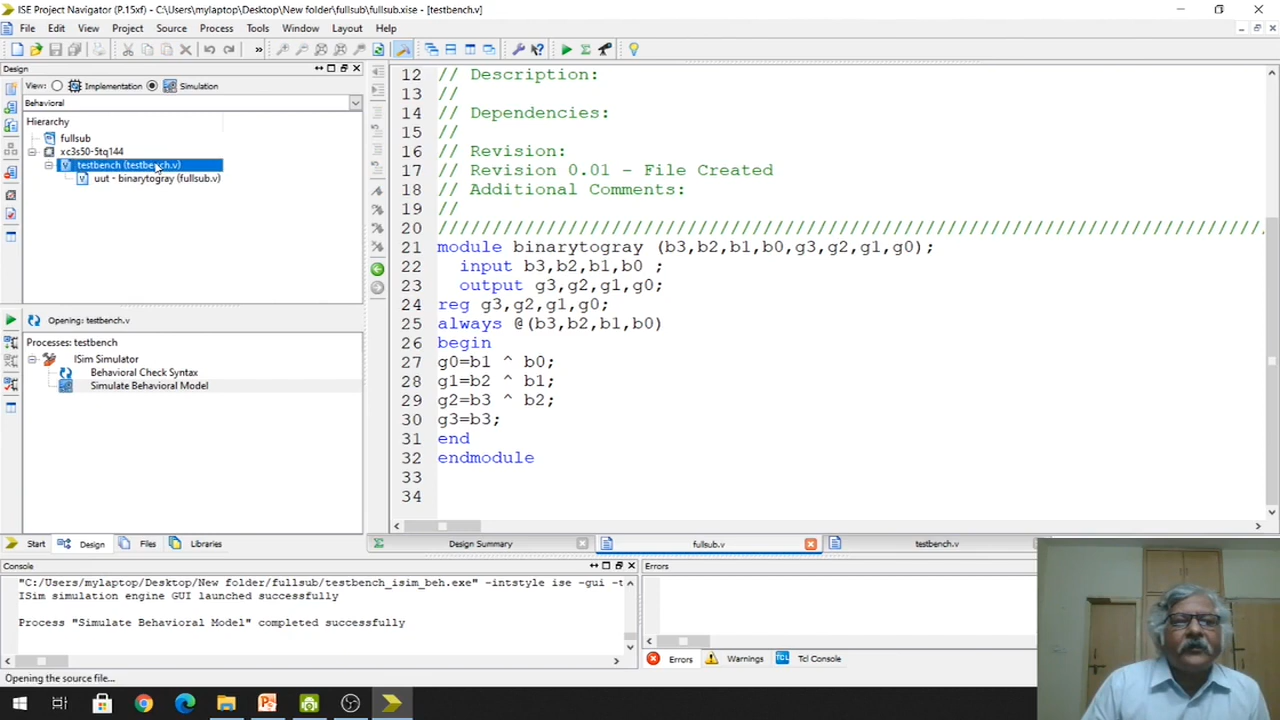 ISE Project Navigator (P.15xf) - C:\Users\mylaptop\Desktop\New folder\fullsub\fullsub.xise - [testbench.v]
File Edit View Project Source Process Tools Window Layout Help
Design
View: Implementation Simulation
Behavioral
Hierarchy
fullsub
xc3s50-5tq144
testbench (testbench.v)
uut - binarytogray (fullsub.v)
Opening: testbench.v
Processes: testbench
ISim Simulator
Behavioral Check Syntax
Simulate Behavioral Model
Start Design Files Libraries
12 // Description:
13 //
14 // Dependencies:
15 //
16 // Revision:
17 // Revision 0.01 - File Created
18 // Additional Comments:
19 //
20 //////////////////////////////////////////////////////////////////////////////
21 module binarytogray (b3,b2,b1,b0,g3,g2,g1,g0);
22 input b3,b2,b1,b0 ;
23 output g3,g2,g1,g0;
24 reg g3,g2,g1,g0;
25 always @(b3,b2,b1,b0)
26 begin
27 g0=b1 ^ b0;
28 g1=b2 ^ b1;
29 g2=b3 ^ b2;
30 g3=b3;
31 end
32 endmodule
33
34
Design Summary fullsub.v testbench.v
Console
"C:/Users/mylaptop/Desktop/New folder/fullsub/testbench_isim_beh.exe" -intstyle ise -gui -t
ISim simulation engine GUI launched successfully
Process "Simulate Behavioral Model" completed successfully
Errors
Errors Warnings Tcl Console
Opening the source file...